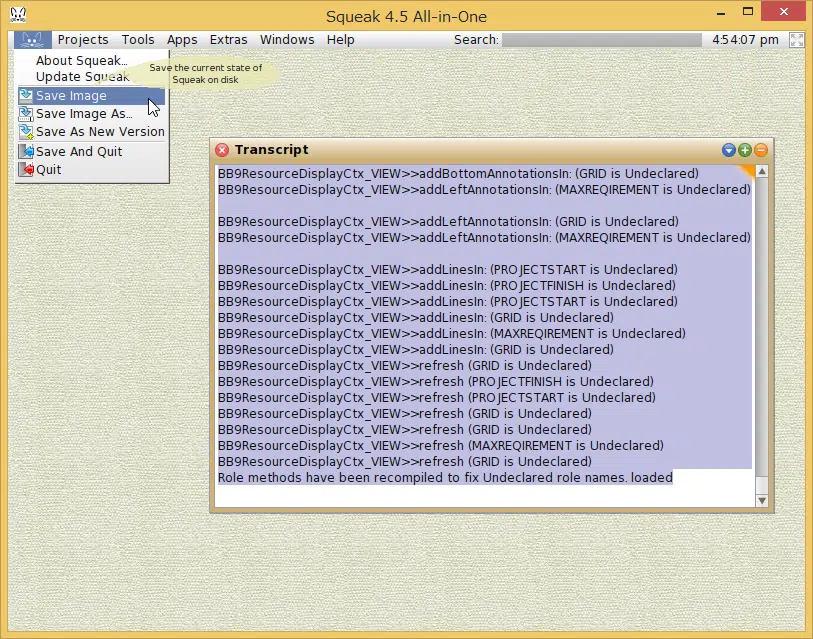 Squeak 4.5 All-in-One
Projects Tools Apps Extras Windows Help Search: 4:54:07 pm
About Squeak...
Update Squeak
Save the current state of
Squeak on disk
Save Image
Save Image As...
Save As New Version
Save And Quit
Quit
Transcript
BB9ResourceDisplayCtx_VIEW>>addBottomAnnotationsIn: (GRID is Undeclared)
BB9ResourceDisplayCtx_VIEW>>addLeftAnnotationsIn: (MAXREQIREMENT is Undeclared)
BB9ResourceDisplayCtx_VIEW>>addLeftAnnotationsIn: (GRID is Undeclared)
BB9ResourceDisplayCtx_VIEW>>addLeftAnnotationsIn: (MAXREQIREMENT is Undeclared)
BB9ResourceDisplayCtx_VIEW>>addLinesIn: (PROJECTSTART is Undeclared)
BB9ResourceDisplayCtx_VIEW>>addLinesIn: (PROJECTFINISH is Undeclared)
BB9ResourceDisplayCtx_VIEW>>addLinesIn: (PROJECTSTART is Undeclared)
BB9ResourceDisplayCtx_VIEW>>addLinesIn: (GRID is Undeclared)
BB9ResourceDisplayCtx_VIEW>>addLinesIn: (MAXREQIREMENT is Undeclared)
BB9ResourceDisplayCtx_VIEW>>addLinesIn: (GRID is Undeclared)
BB9ResourceDisplayCtx_VIEW>>refresh (GRID is Undeclared)
BB9ResourceDisplayCtx_VIEW>>refresh (PROJECTFINISH is Undeclared)
BB9ResourceDisplayCtx_VIEW>>refresh (PROJECTSTART is Undeclared)
BB9ResourceDisplayCtx_VIEW>>refresh (GRID is Undeclared)
BB9ResourceDisplayCtx_VIEW>>refresh (GRID is Undeclared)
BB9ResourceDisplayCtx_VIEW>>refresh (MAXREQIREMENT is Undeclared)
BB9ResourceDisplayCtx_VIEW>>refresh (GRID is Undeclared)
Role methods have been recompiled to fix Undeclared role names. loaded